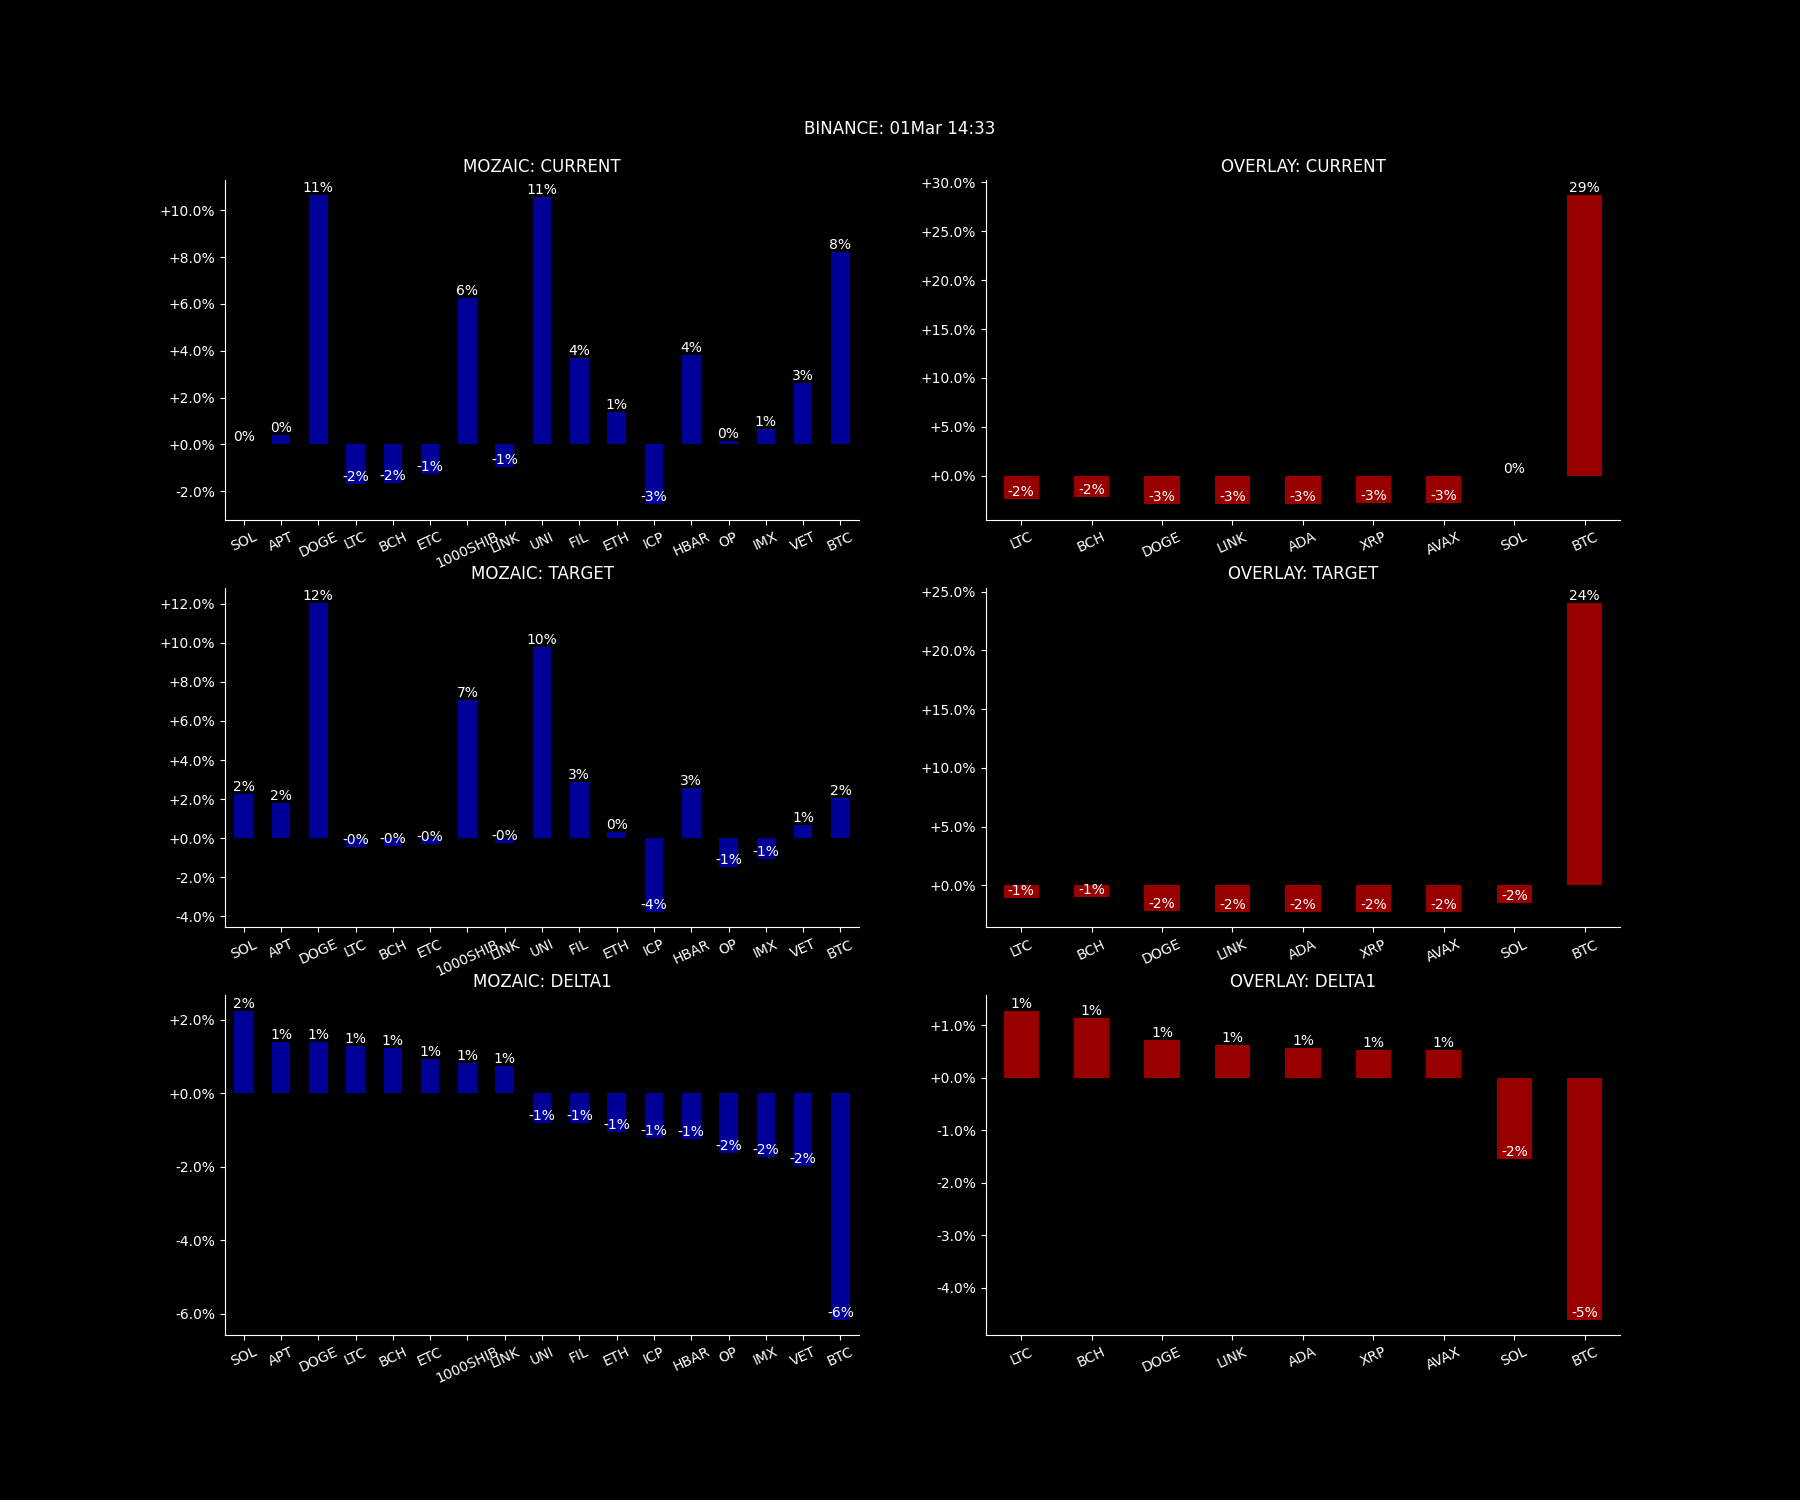 BINANCE: 01Mar 14:33
MOZAIC: CURRENT
+10.0%
+8.0%
+6.0%
+4.0%
+2.0%
+0.0%
-2.0%
0% 0% 11% -2% -2% -1% 6% -1% 11% 4% 1% -3% 4% 0% 1% 3% 8%
SOL APT DOGE LTC BCH ETC 1000SHIB LINK UNI FIL ETH ICP HBAR OP IMX VET BTC
OVERLAY: CURRENT
+30.0%
+25.0%
+20.0%
+15.0%
+10.0%
+5.0%
+0.0%
-2% -2% -3% -3% -3% -3% -3% 0% 29%
LTC BCH DOGE LINK ADA XRP AVAX SOL BTC
MOZAIC: TARGET
+12.0%
+10.0%
+8.0%
+6.0%
+4.0%
+2.0%
+0.0%
-2.0%
-4.0%
2% 2% 12% -0% -0% -0% 7% -0% 10% 3% 0% -4% 3% -1% -1% 1% 2%
SOL APT DOGE LTC BCH ETC 1000SHIB LINK UNI FIL ETH ICP HBAR OP IMX VET BTC
OVERLAY: TARGET
+25.0%
+20.0%
+15.0%
+10.0%
+5.0%
+0.0%
-1% -1% -2% -2% -2% -2% -2% -2% 24%
LTC BCH DOGE LINK ADA XRP AVAX SOL BTC
MOZAIC: DELTA1
+2.0%
+0.0%
-2.0%
-4.0%
-6.0%
2% 1% 1% 1% 1% 1% 1% 1% -1% -1% -1% -1% -1% -2% -2% -2% -6%
SOL APT DOGE LTC BCH ETC 1000SHIB LINK UNI FIL ETH ICP HBAR OP IMX VET BTC
OVERLAY: DELTA1
+1.0%
+0.0%
-1.0%
-2.0%
-3.0%
-4.0%
1% 1% 1% 1% 1% 1% 1% -2% -5%
LTC BCH DOGE LINK ADA XRP AVAX SOL BTC